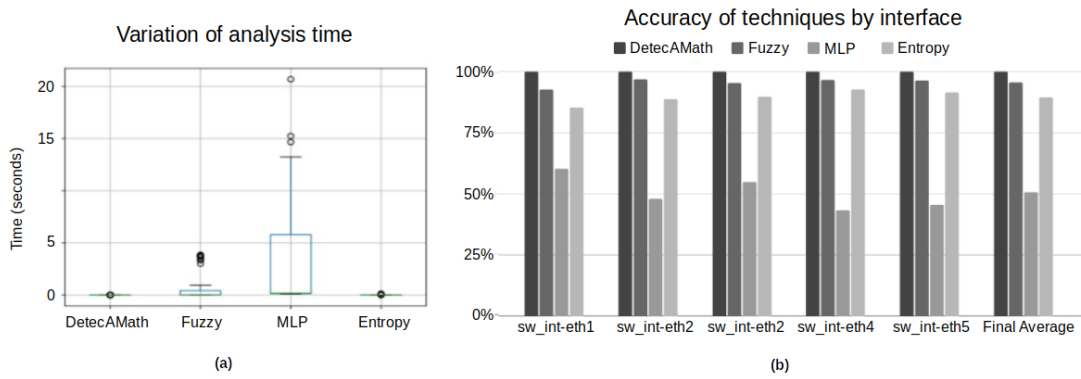 Variation of analysis time
Time (seconds)
20
15
5
0
DetecAMath Fuzzy MLP Entropy
(a)
Accuracy of techniques by interface
DetecAMath Fuzzy MLP Entropy
100%
75%
50%
25%
0%
sw_int-eth1 sw_int-eth2 sw_int-eth2 sw_int-eth4 sw_int-eth5 Final Average
(b)